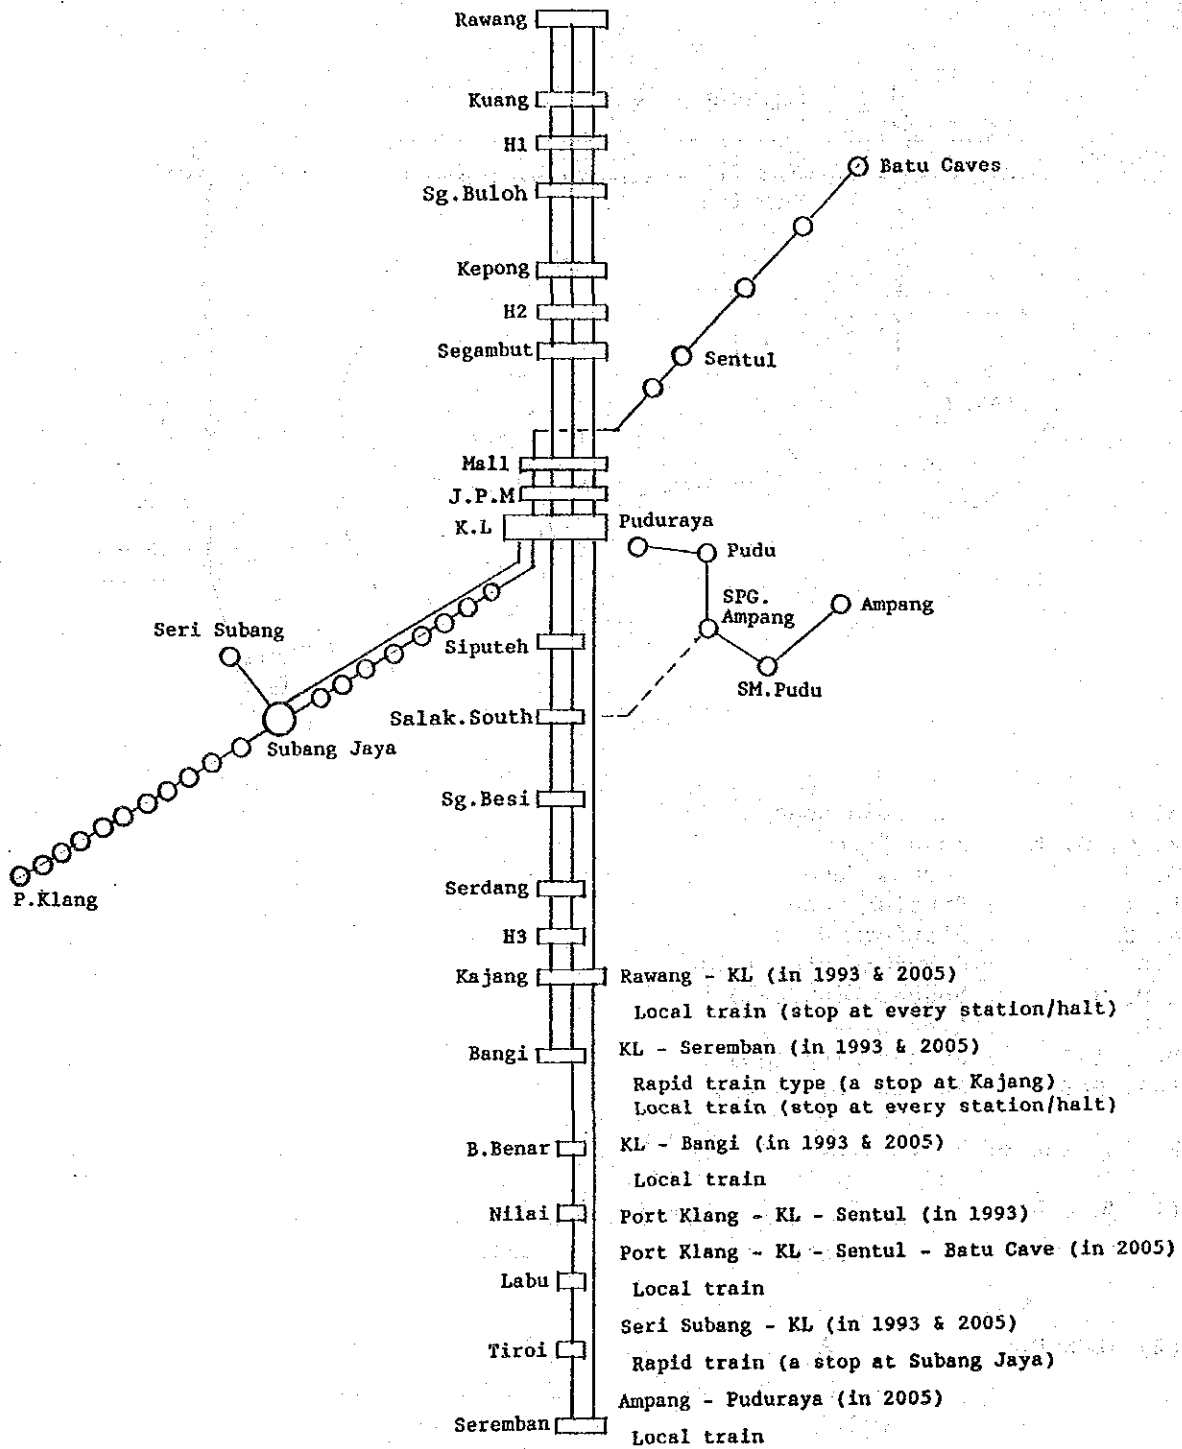 Rawang
Kuang
H1
Batu Caves
Sg.Buloh
Kepong
H2
Segambut
Sentul
Mall
J.P.M
K.L
Puduraya
Pudu
SPG.
Ampang
Ampang
Seri Subang
Siputeh
SM.Pudu
Salak.South
Subang Jaya
Sg.Besi
Serdang
P.Klang
H3
Kajang
Rawang - KL (in 1993 & 2005)
Local train (stop at every station/halt)
Bangi
KL - Seremban (in 1993 & 2005)
Rapid train type (a stop at Kajang)
Local train (stop at every station/halt)
B.Benar
KL - Bangi (in 1993 & 2005)
Local train
Nilai
Port Klang - KL - Sentul (in 1993)
Port Klang - KL - Sentul - Batu Cave (in 2005)
Labu
Local train
Seri Subang - KL (in 1993 & 2005)
Tiroi
Rapid train (a stop at Subang Jaya)
Ampang - Puduraya (in 2005)
Seremban
Local train